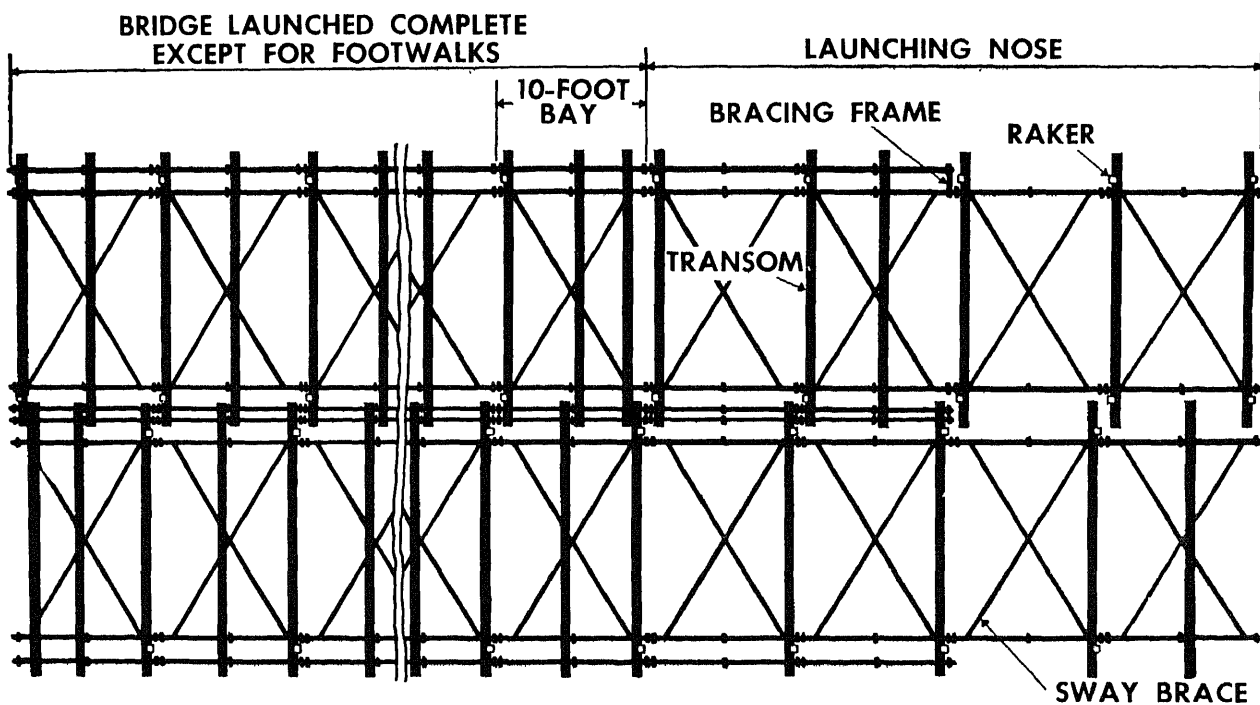 BRIDGE LAUNCHED COMPLETE
EXCEPT FOR FOOTWALKS
LAUNCHING NOSE
10-FOOT
BAY
BRACING FRAME
RAKER
TRANSOM
SWAY BRACE